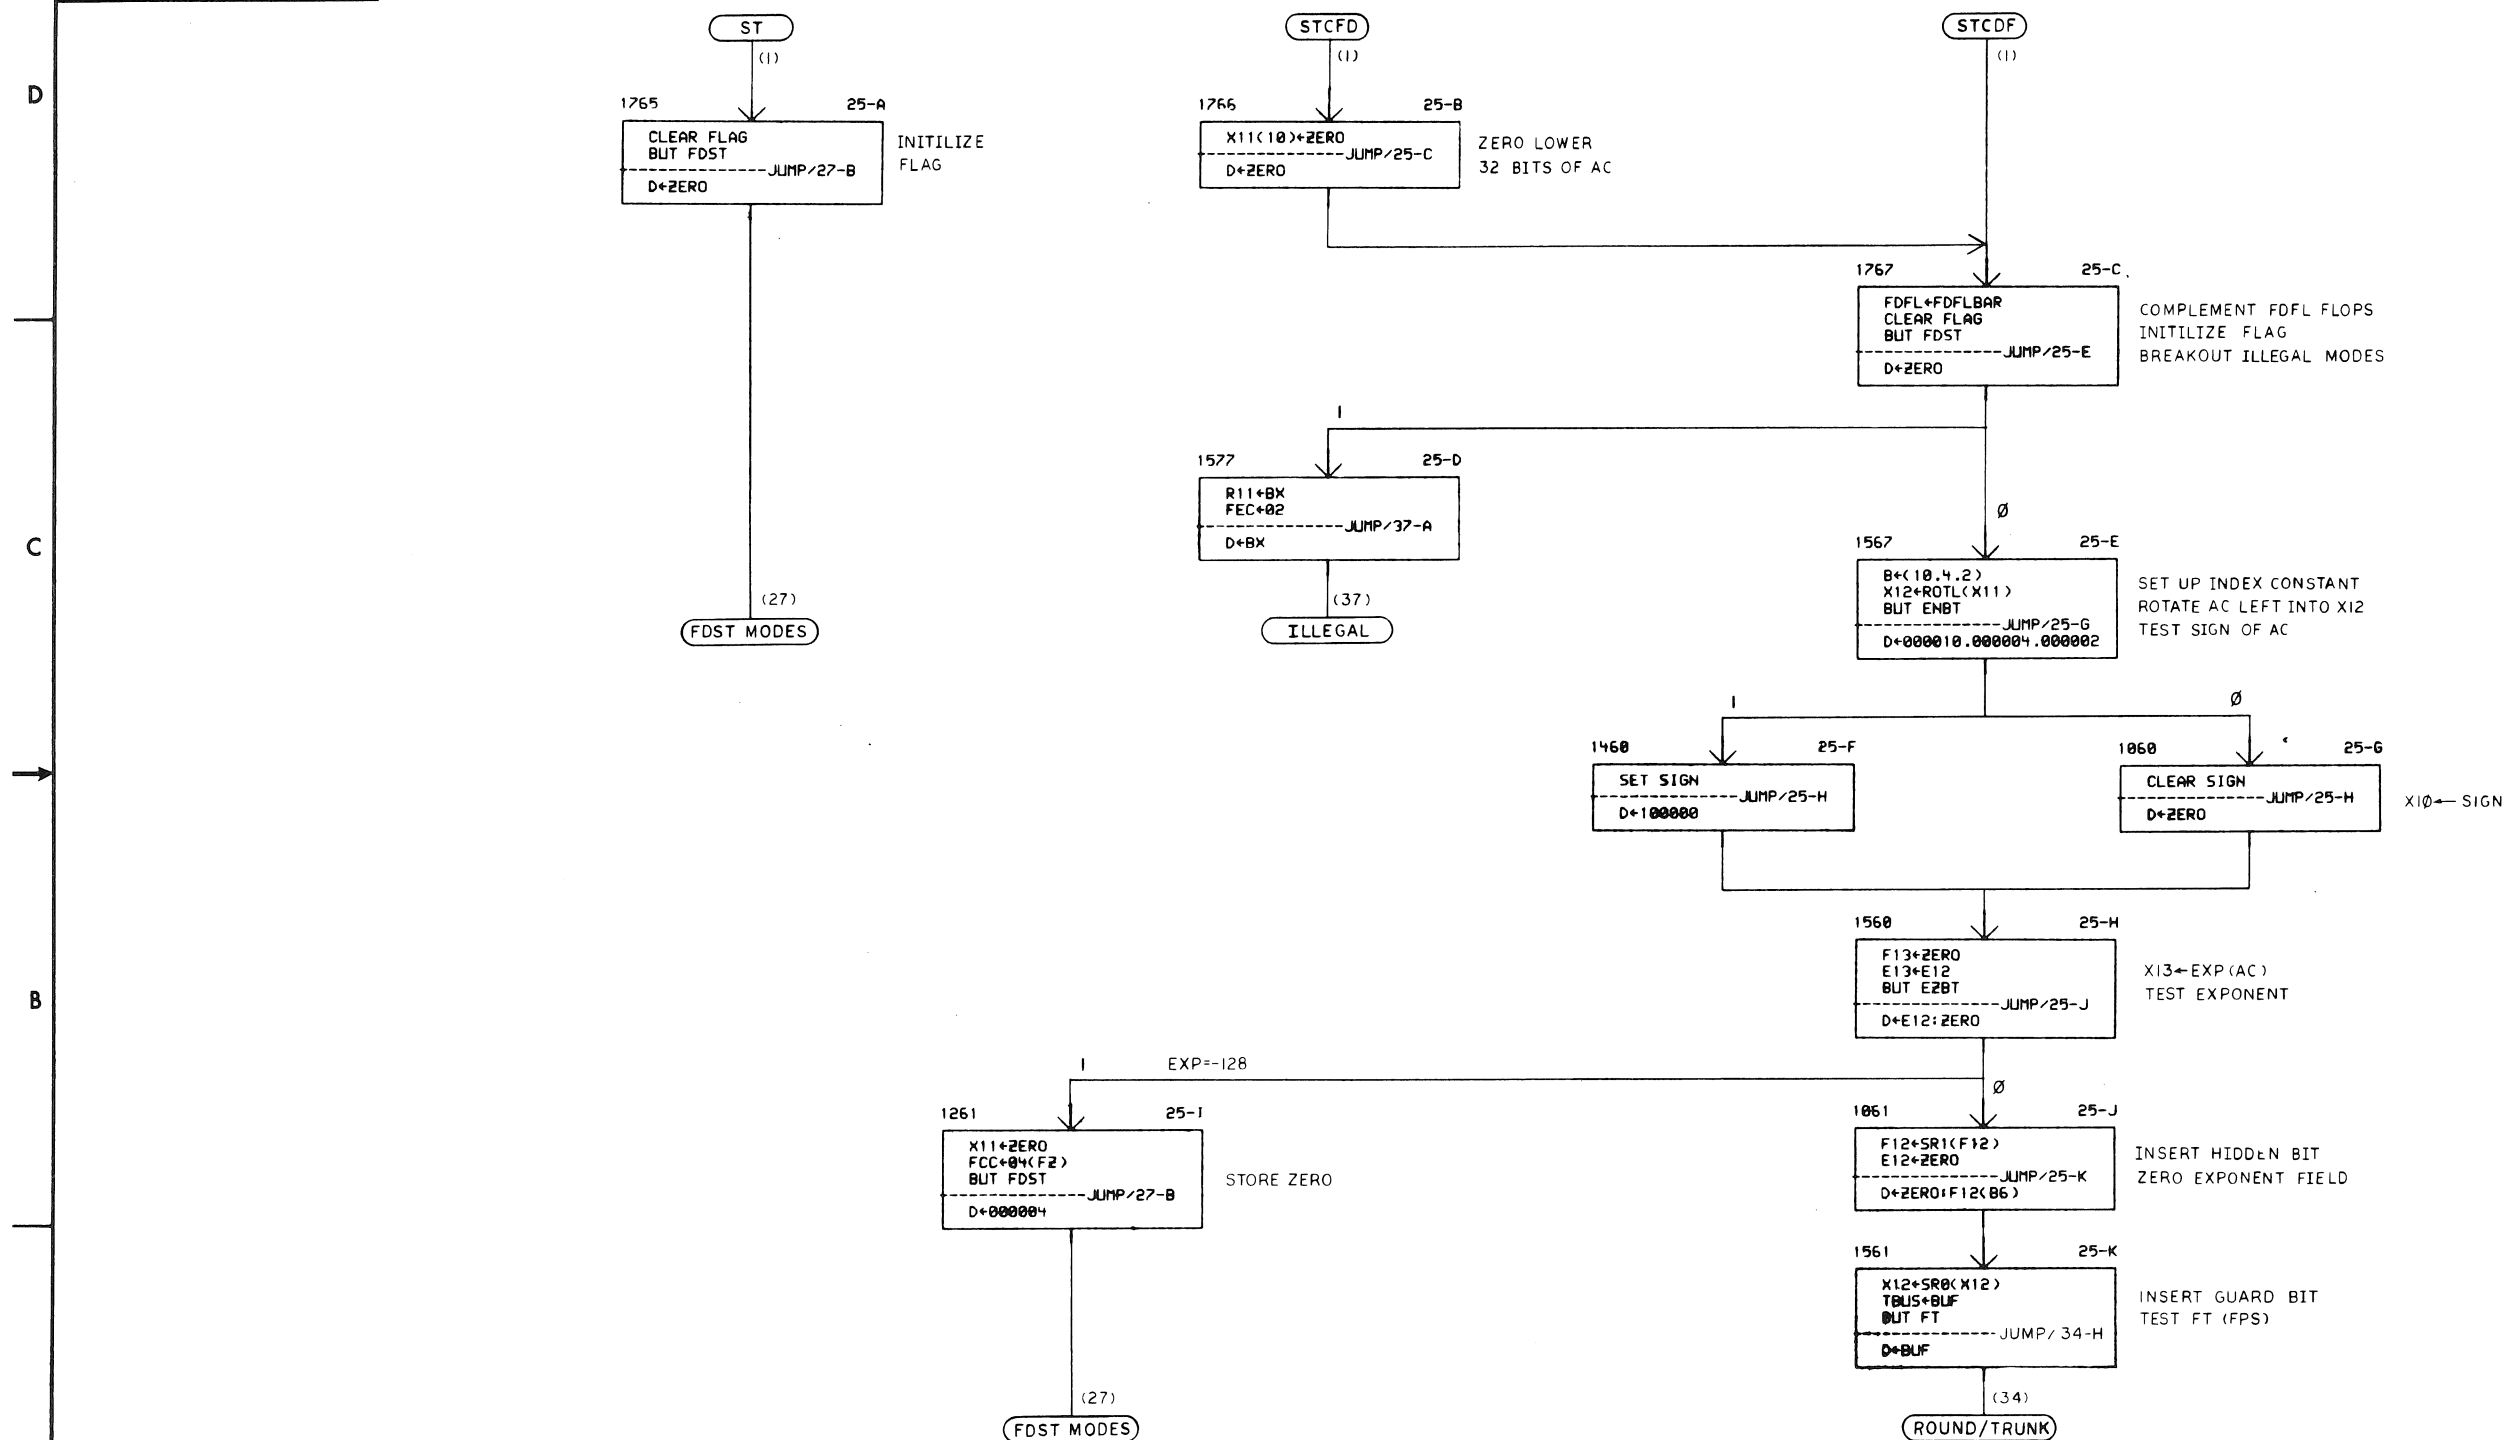 ST
(1)
1765 25-A
CLEAR FLAG
BUT FDST
JUMP/27-B
D←ZERO
INITILIZE
FLAG
(27)
FDST MODES
STCFD
(1)
1766 25-B
X11(10)←ZERO
JUMP/25-C
D←ZERO
ZERO LOWER
32 BITS OF AC
STCDF
(1)
1767 25-C
FDFL←FDFLBAR
CLEAR FLAG
BUT FDST
JUMP/25-E
D←ZERO
COMPLEMENT FDFL FLOPS
INITILIZE FLAG
BREAKOUT ILLEGAL MODES
1
1577 25-D
R11←BX
FEC←02
JUMP/37-A
D←BX
(37)
ILLEGAL
Ø
1567 25-E
B←(10.4.2)
X12←ROTL(X11)
BUT ENBT
JUMP/25-G
D←000010.000004.000002
SET UP INDEX CONSTANT
ROTATE AC LEFT INTO X12
TEST SIGN OF AC
1
Ø
1460 25-F
SET SIGN
JUMP/25-H
D←100000
1060 25-G
CLEAR SIGN
JUMP/25-H
D←ZERO
X1Ø←SIGN
1560 25-H
F13←ZERO
E13←E12
BUT EZBT
JUMP/25-J
D←E12:ZERO
X13←EXP(AC)
TEST EXPONENT
1 EXP=-128
Ø
1261 25-I
X11←ZERO
FCC←04(FZ)
BUT FDST
JUMP/27-B
D←000004
STORE ZERO
(27)
FDST MODES
1061 25-J
F12←SR1(F12)
E12←ZERO
JUMP/25-K
D←ZERO:F12(B6)
INSERT HIDDEN BIT
ZERO EXPONENT FIELD
1561 25-K
X12←SR0(X12)
TBUS←BUF
BUT FT
JUMP/34-H
D←BUF
INSERT GUARD BIT
TEST FT (FPS)
(34)
ROUND/TRUNK
D
C
B